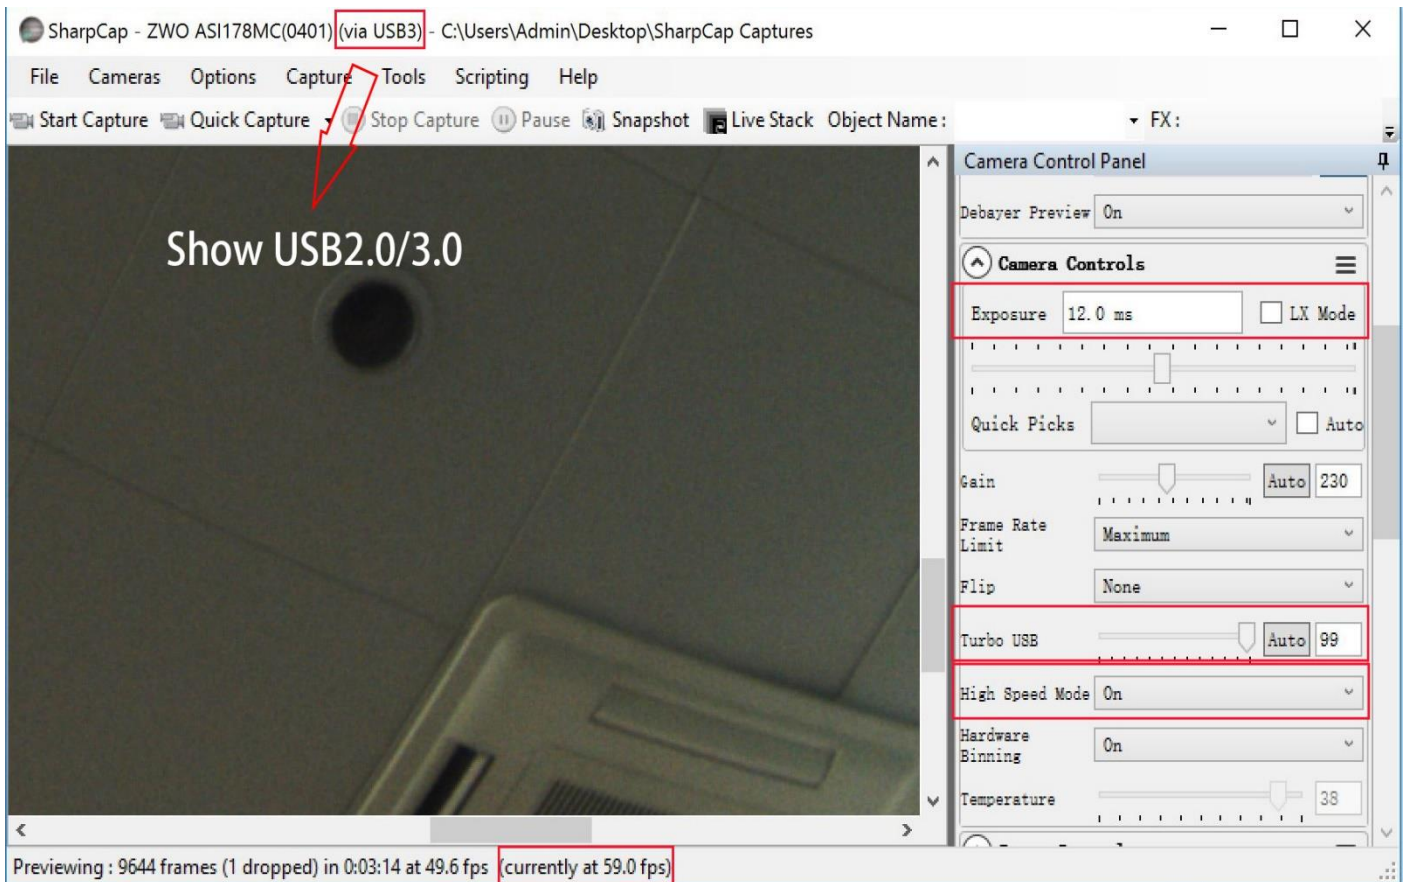 SharpCap - ZWO ASI178MC(0401) (via USB3) - C:\Users\Admin\Desktop\SharpCap Captures
File Cameras Options Capture Tools Scripting Help
Start Capture Quick Capture Stop Capture Pause Snapshot Live Stack Object Name : FX :
Camera Control Panel
Debayer Preview On
Show USB2.0/3.0
Camera Controls
Exposure 12.0 ms LX Mode
Quick Picks Auto
Gain Auto 230
Frame Rate
Limit Maximum
Flip None
Turbo USB Auto 99
High Speed Mode On
Hardware
Binning On
Temperature 38
Previewing : 9644 frames (1 dropped) in 0:03:14 at 49.6 fps (currently at 59.0 fps)